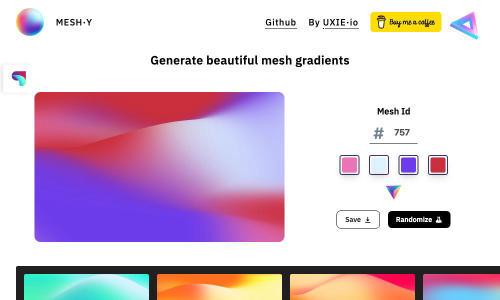 MESH·Y
Github By UXIE·io Buy me a coffee
Generate beautiful mesh gradients
Mesh Id
# 757
Save Randomize